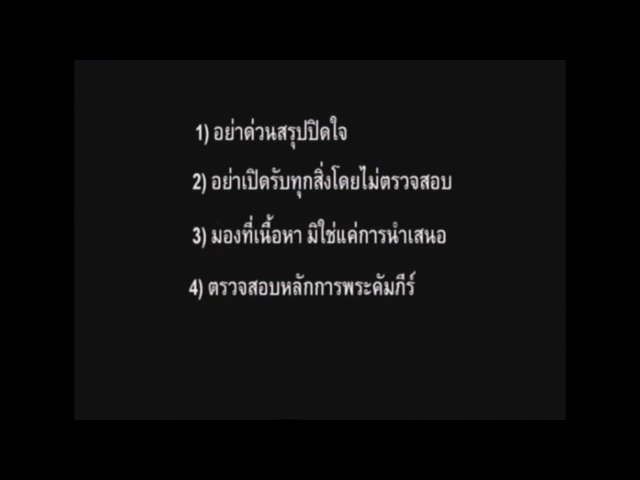 1) อย่าด่วนสรุปปิดใจ
2) อย่าเปิดรับทุกสิ่งโดยไม่ตรวจสอบ
3) มองที่เนื้อหา มิใช่แค่การนำเสนอ
4) ตรวจสอบหลักการพระคัมภีร์